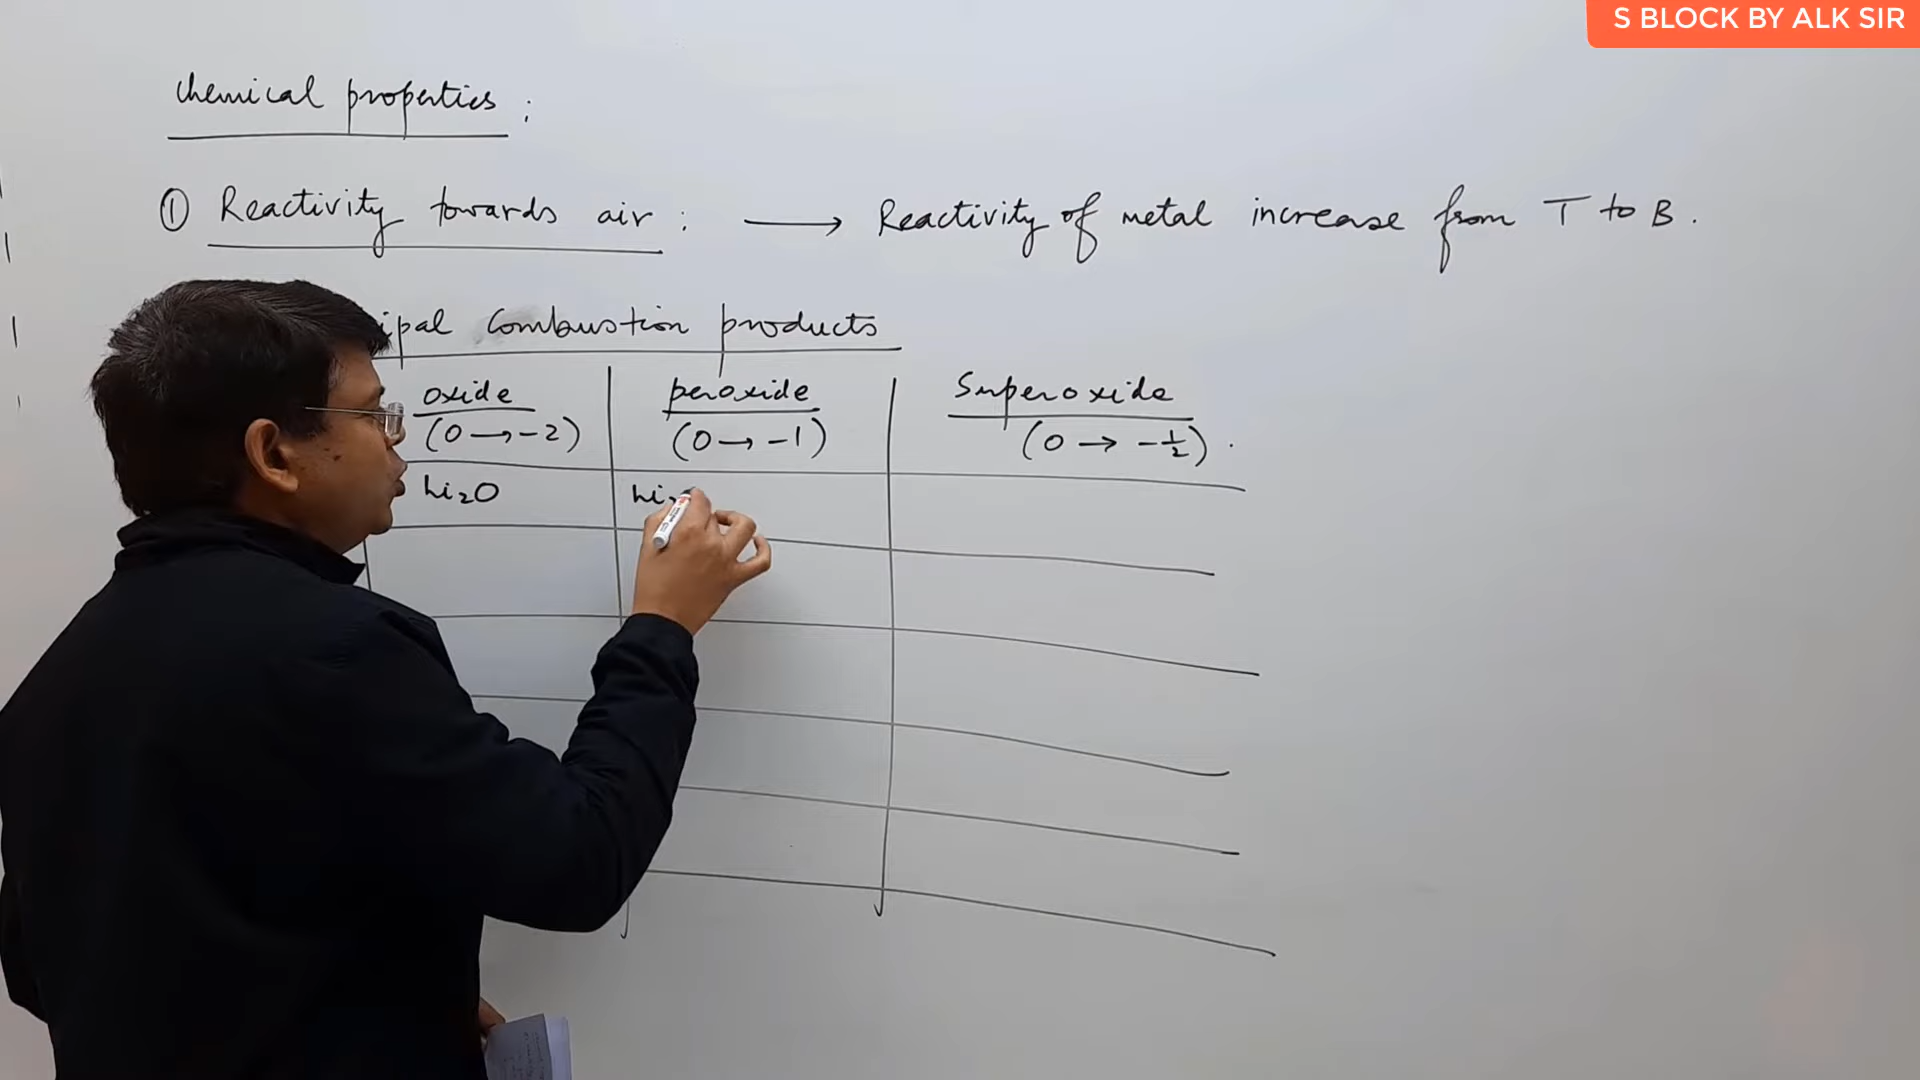 S BLOCK BY ALK SIR
Chemical properties :
① Reactivity towards air : ⟶ Reactivity of metal increase from T to B .
combustion products
oxide peroxide Superoxide
(0 → -2) (0 → -1) (0 → -½) .
Li₂O Li₂